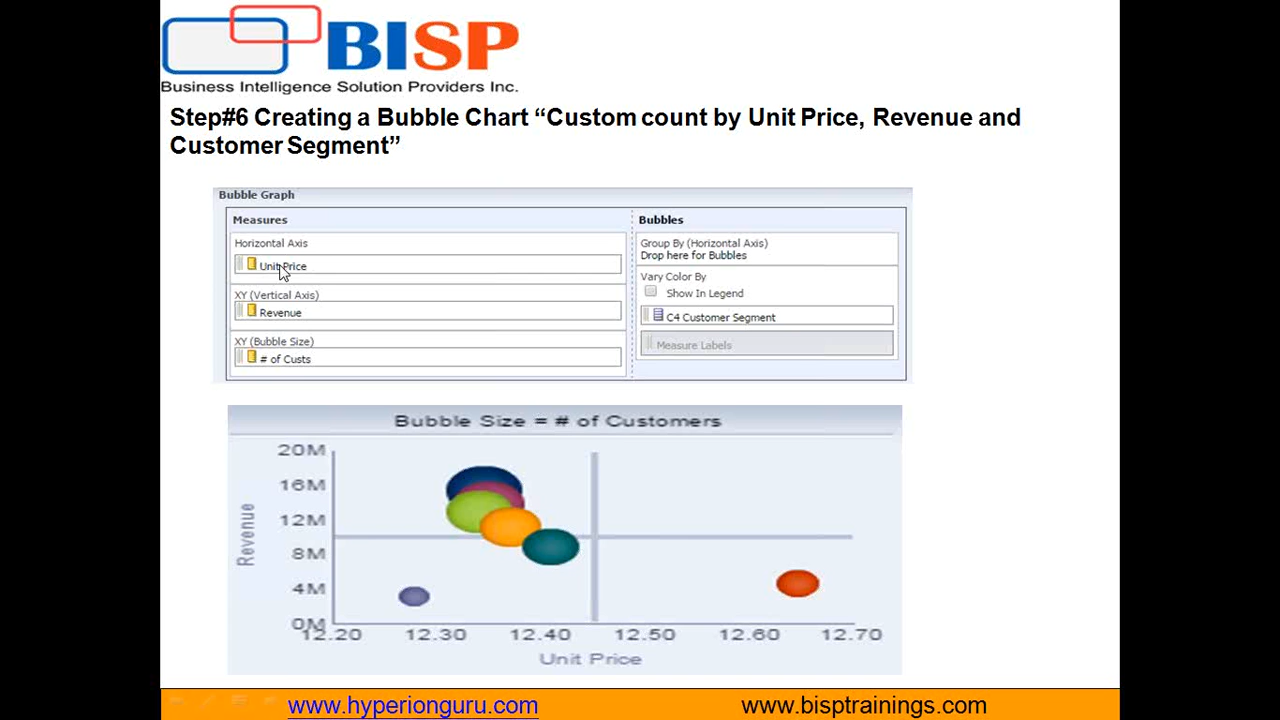 BISP
Business Intelligence Solution Providers Inc.
Step#6 Creating a Bubble Chart “Custom count by Unit Price, Revenue and
Customer Segment”
Bubble Graph
Measures
Horizontal Axis
Unit Price
XY (Vertical Axis)
Revenue
XY (Bubble Size)
# of Custs
Bubbles
Group By (Horizontal Axis)
Drop here for Bubbles
Vary Color By
Show In Legend
C4 Customer Segment
Measure Labels
Bubble Size = # of Customers
Revenue
20M
16M
12M
8M
4M
0M
12.20 12.30 12.40 12.50 12.60 12.70
Unit Price
www.hyperionguru.com
www.bisptrainings.com